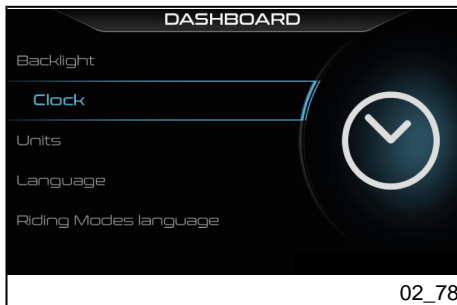 DASHBOARD
Backlight
Clock
Units
Language
Riding Modes language
02_78